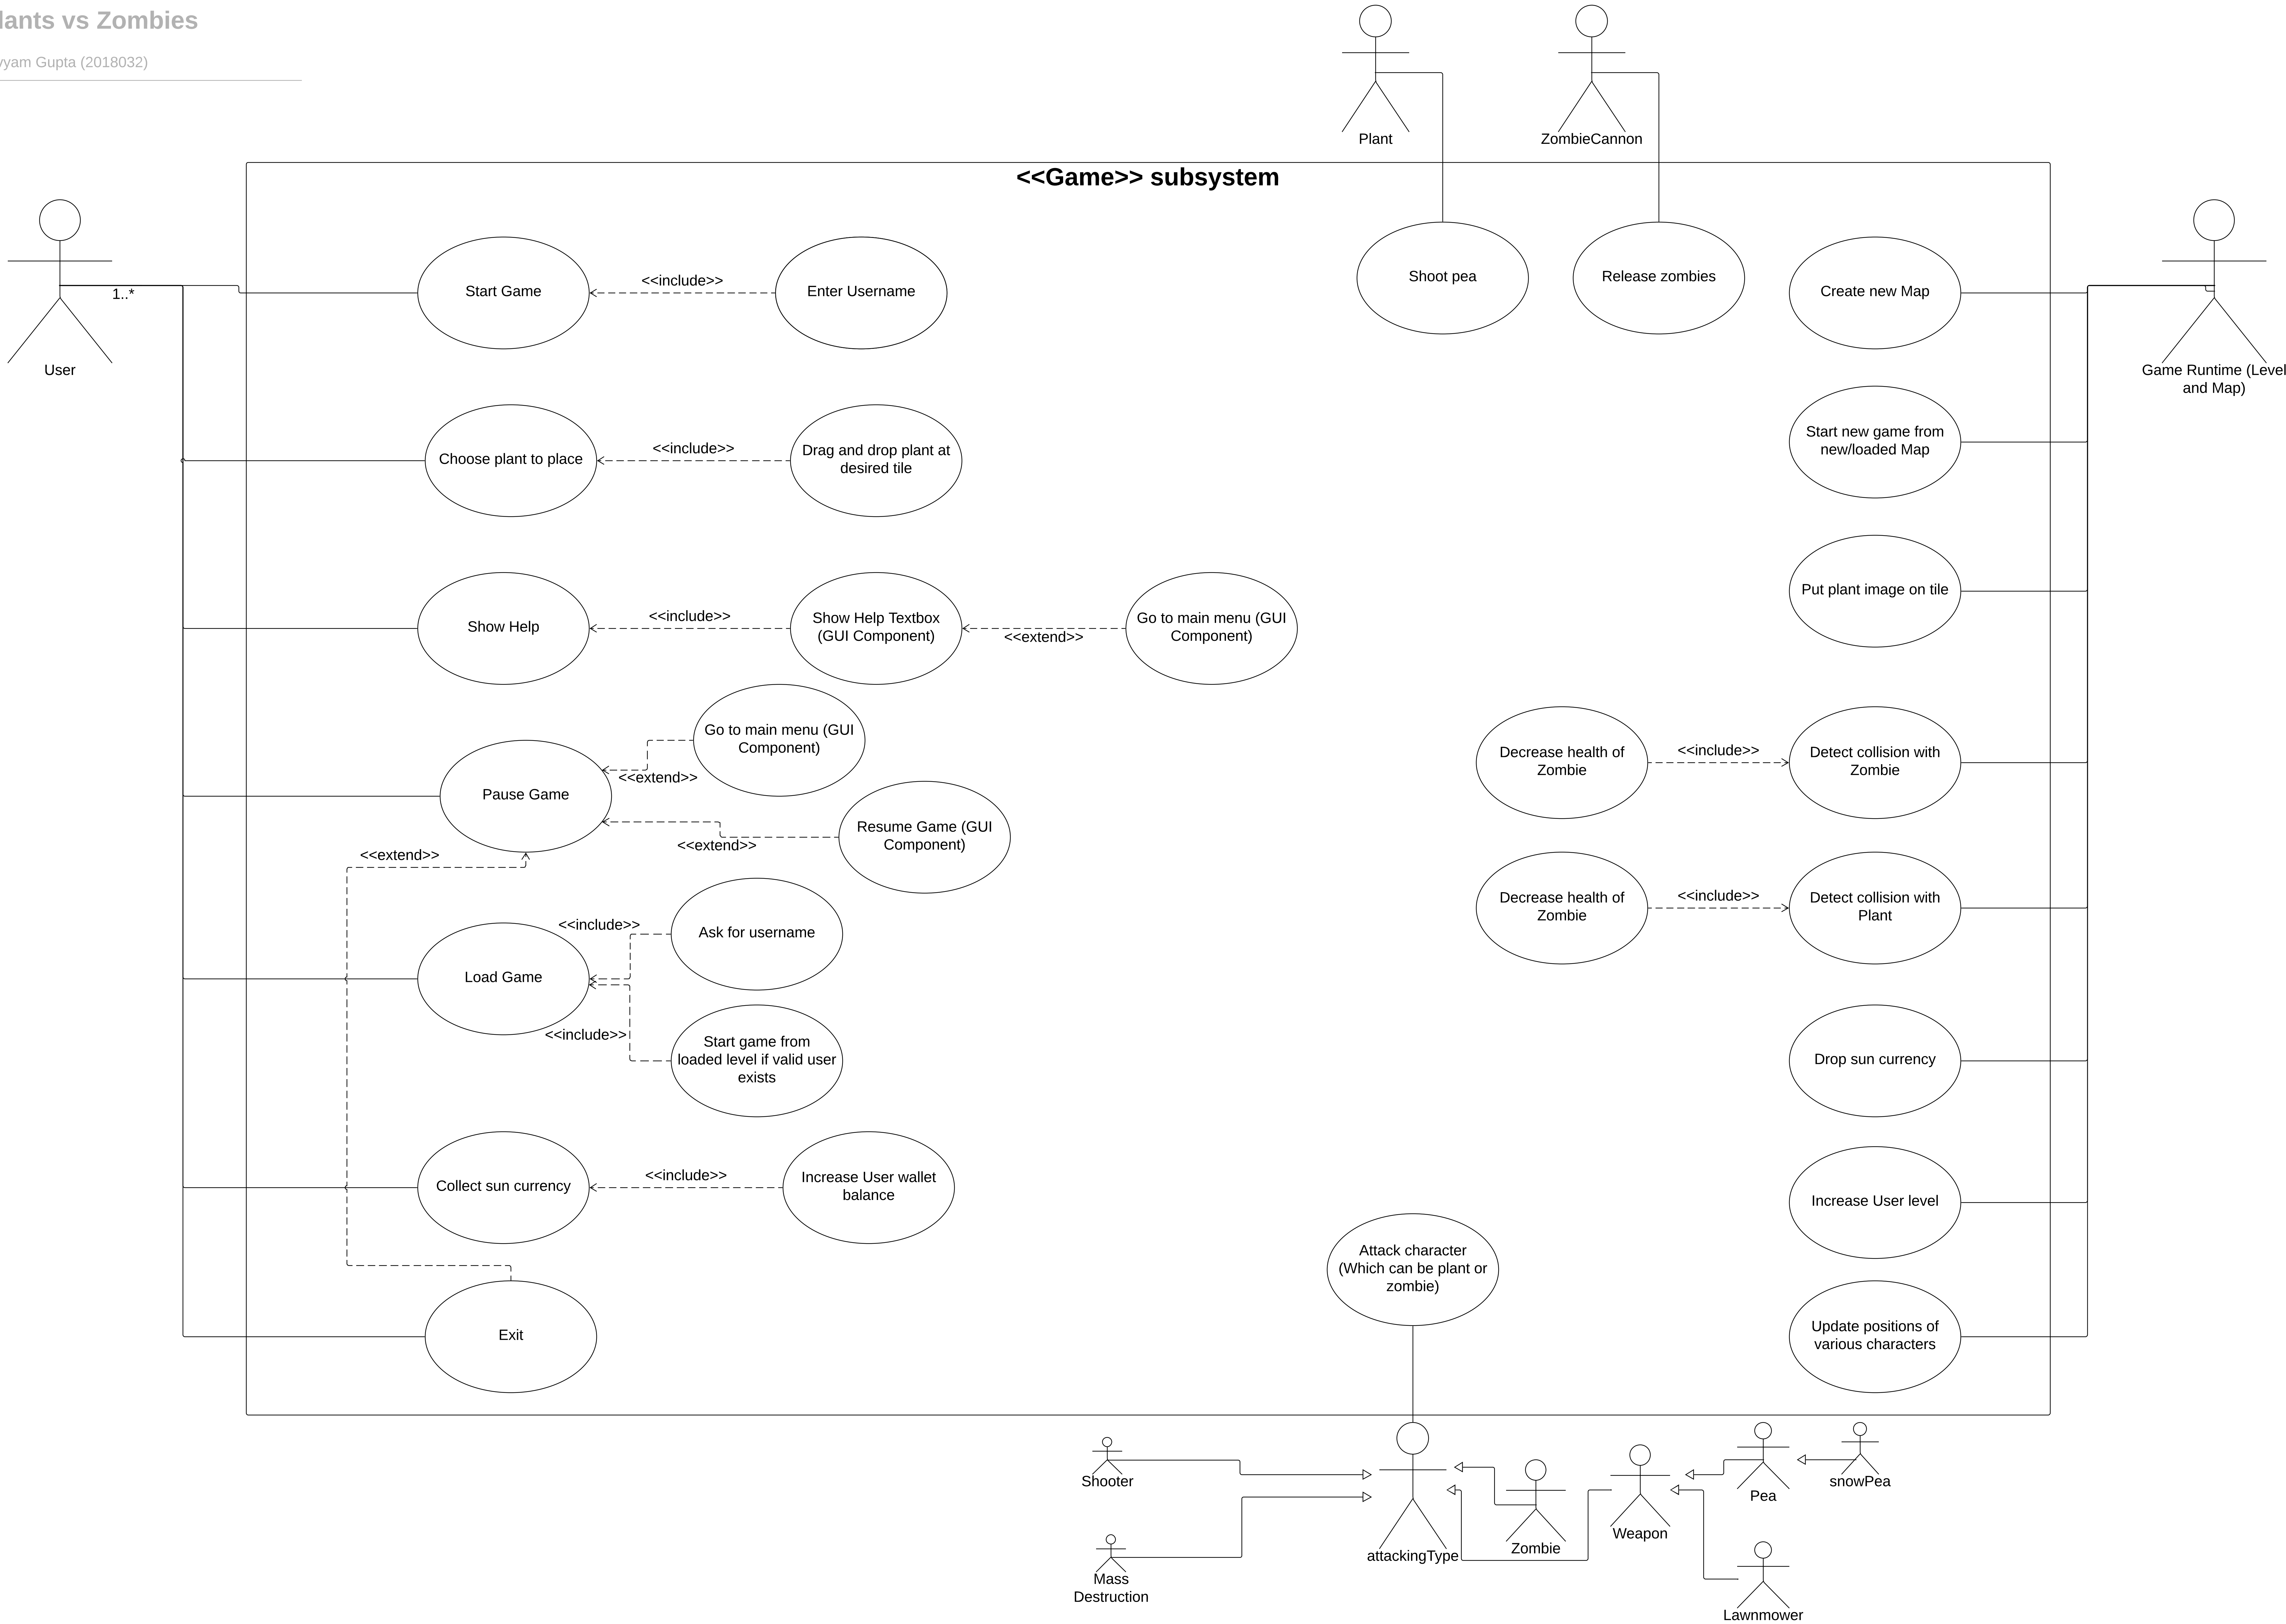 lants vs Zombies
yyam Gupta (2018032)
Plant
ZombieCannon
<<Game>> subsystem
User
1..*
Start Game
<<include>>
Enter Username
Shoot pea
Release zombies
Create new Map
Game Runtime (Level
and Map)
Choose plant to place
<<include>>
Drag and drop plant at
desired tile
Start new game from
new/loaded Map
Show Help
<<include>>
Show Help Textbox
(GUI Component)
<<extend>>
Go to main menu (GUI
Component)
Put plant image on tile
Go to main menu (GUI
Component)
<<extend>>
Pause Game
Resume Game (GUI
Component)
<<extend>>
<<extend>>
Decrease health of
Zombie
<<include>>
Detect collision with
Zombie
Decrease health of
Zombie
<<include>>
Detect collision with
Plant
<<include>>
Ask for username
Load Game
<<include>>
Start game from
loaded level if valid user
exists
Drop sun currency
Collect sun currency
<<include>>
Increase User wallet
balance
Increase User level
Attack character
(Which can be plant or
zombie)
Exit
Update positions of
various characters
Shooter
Mass
Destruction
attackingType
Zombie
Weapon
Pea
snowPea
Lawnmower